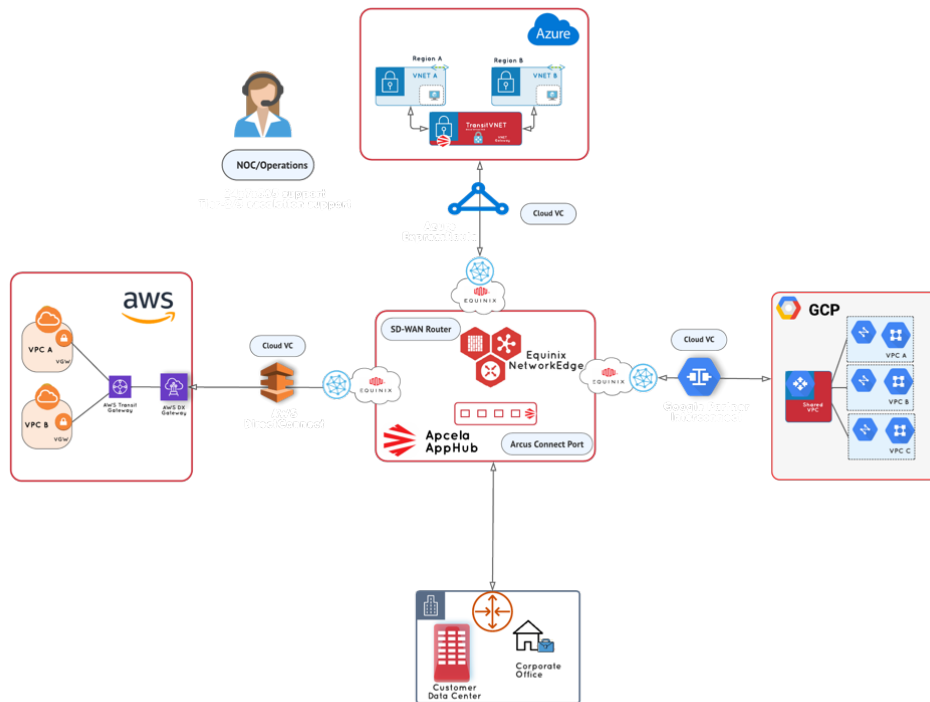 Azure
Region A
Region B
VNET A
VNET B
TransitVNET
VNET
Gateway
NOC/Operations
Cloud VC
EQUINIX
aws
VPC A
VGW
VPC B
VGW
AWS Transit
Gateway
AWS DX
Gateway
Cloud VC
EQUINIX
SD-WAN Router
Equinix
NetworkEdge
Apcela
AppHub
Arcus Connect Port
EQUINIX
Cloud VC
GCP
Shared
VPC
VPC A
VPC B
VPC C
Customer
Data Center
Corporate
Office